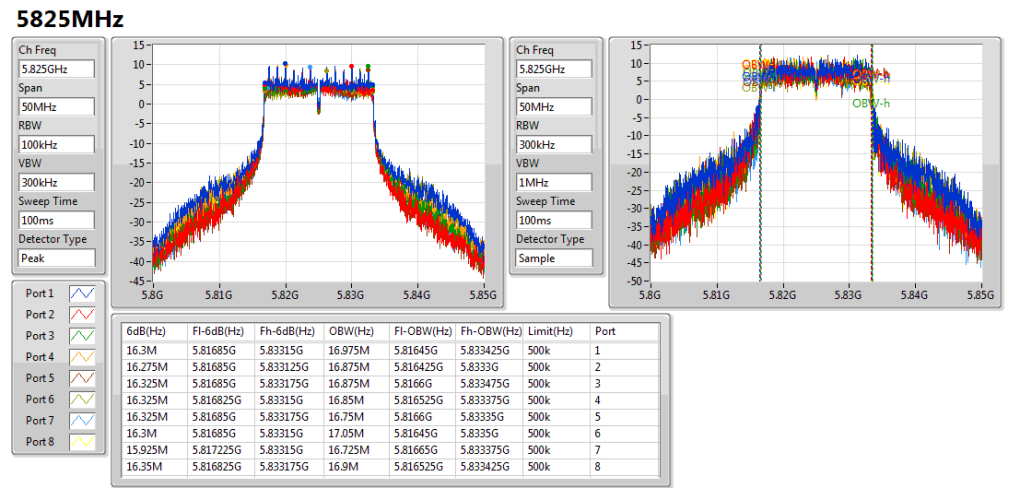 5825MHz
Ch Freq
5.825GHz
Span
50MHz
RBW
100kHz
VBW
300kHz
Sweep Time
100ms
Detector Type
Peak
15
10
5
0
-5
-10
-15
-20
-25
-30
-35
-40
-45
5.8G 5.81G 5.82G 5.83G 5.84G 5.85G
Ch Freq
5.825GHz
Span
50MHz
RBW
300kHz
VBW
1MHz
Sweep Time
100ms
Detector Type
Sample
15
10
5
0
-5
-10
-15
-20
-25
-30
-35
-40
-45
-50
OBW-h
5.8G 5.81G 5.82G 5.83G 5.84G 5.85G
Port 1
Port 2
Port 3
Port 4
Port 5
Port 6
Port 7
Port 8
6dB(Hz) Fl-6dB(Hz) Fh-6dB(Hz) OBW(Hz) Fl-OBW(Hz) Fh-OBW(Hz) Limit(Hz) Port
16.3M 5.81685G 5.83315G 16.975M 5.81645G 5.833425G 500k 1
16.275M 5.81685G 5.833125G 16.875M 5.816425G 5.8333G 500k 2
16.325M 5.81685G 5.833175G 16.875M 5.8166G 5.833475G 500k 3
16.325M 5.816825G 5.83315G 16.85M 5.816525G 5.833375G 500k 4
16.325M 5.81685G 5.833175G 16.75M 5.8166G 5.83335G 500k 5
16.3M 5.81685G 5.83315G 17.05M 5.81645G 5.8335G 500k 6
15.925M 5.817225G 5.83315G 16.725M 5.81665G 5.833375G 500k 7
16.35M 5.816825G 5.833175G 16.9M 5.816525G 5.833425G 500k 8